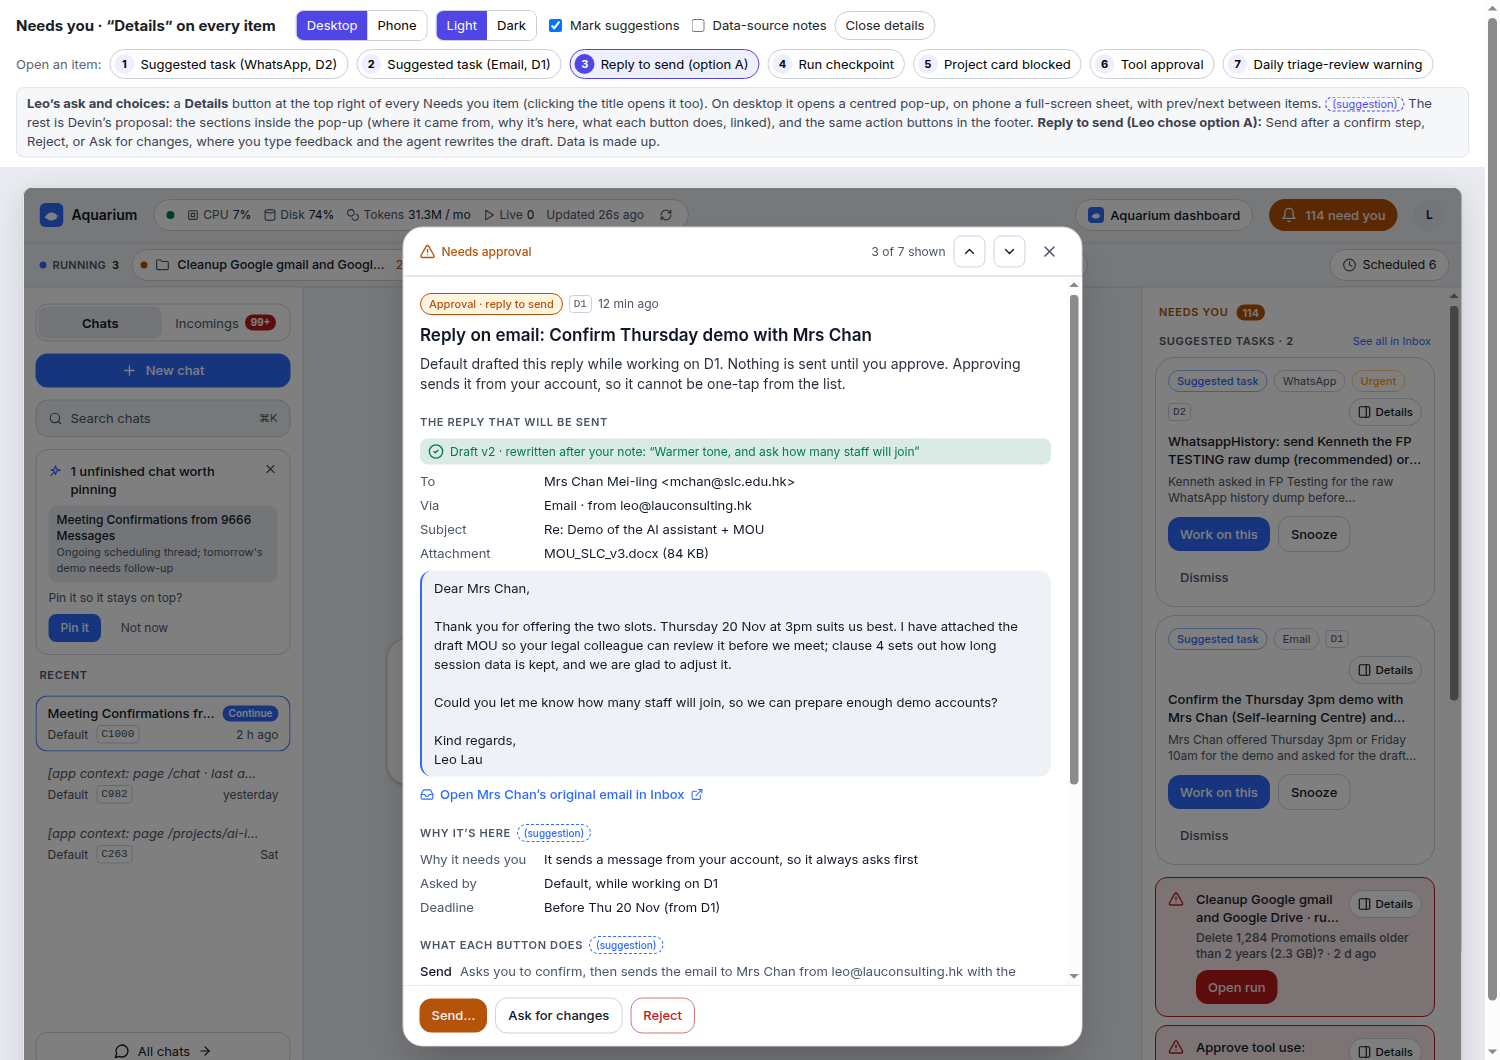 Needs you · “Details” on every item
Desktop
Phone
Light
Dark
Mark suggestions
Data-source notes
Close details
Open an item:
1 Suggested task (WhatsApp, D2)
2 Suggested task (Email, D1)
3 Reply to send (option A)
4 Run checkpoint
5 Project card blocked
6 Tool approval
7 Daily triage-review warning
Leo’s ask and choices: a Details button at the top right of every Needs you item (clicking the title opens it too). On desktop it opens a centred pop-up, on phone a full-screen sheet, with prev/next between items. (suggestion) The
rest is Devin’s proposal: the sections inside the pop-up (where it came from, why it’s here, what each button does, linked), and the same action buttons in the footer. Reply to send (Leo chose option A): Send after a confirm step,
Reject, or Ask for changes, where you type feedback and the agent rewrites the draft. Data is made up.
Aquarium
CPU 7%
Disk 74%
Tokens 31.3M / mo
Live 0
Updated 26s ago
Aquarium dashboard
114 need you
L
RUNNING 3
Cleanup Google gmail and Googl...
2
Scheduled 6
Chats
Incomings 99+
New chat
Search chats ⌘K
1 unfinished chat worth
pinning
Meeting Confirmations from 9666
Messages
Ongoing scheduling thread; tomorrow's
demo needs follow-up
Pin it so it stays on top?
Pin it
Not now
RECENT
Meeting Confirmations fr... Continue
Default C1000 2 h ago
[app context: page /chat · last a...
Default C982 yesterday
[app context: page /projects/ai-i...
Default C263 Sat
All chats
Needs approval
3 of 7 shown
Approval · reply to send D1 12 min ago
Reply on email: Confirm Thursday demo with Mrs Chan
Default drafted this reply while working on D1. Nothing is sent until you approve. Approving
sends it from your account, so it cannot be one-tap from the list.
THE REPLY THAT WILL BE SENT
Draft v2 · rewritten after your note: “Warmer tone, and ask how many staff will join”
To Mrs Chan Mei-ling <mchan@slc.edu.hk>
Via Email · from leo@lauconsulting.hk
Subject Re: Demo of the AI assistant + MOU
Attachment MOU_SLC_v3.docx (84 KB)
Dear Mrs Chan,
Thank you for offering the two slots. Thursday 20 Nov at 3pm suits us best. I have attached the
draft MOU so your legal colleague can review it before we meet; clause 4 sets out how long
session data is kept, and we are glad to adjust it.
Could you let me know how many staff will join, so we can prepare enough demo accounts?
Kind regards,
Leo Lau
Open Mrs Chan’s original email in Inbox
WHY IT’S HERE (suggestion)
Why it needs you It sends a message from your account, so it always asks first
Asked by Default, while working on D1
Deadline Before Thu 20 Nov (from D1)
WHAT EACH BUTTON DOES (suggestion)
Send Asks you to confirm, then sends the email to Mrs Chan from leo@lauconsulting.hk with the
Send...
Ask for changes
Reject
NEEDS YOU 114
SUGGESTED TASKS · 2 See all in Inbox
Suggested task WhatsApp Urgent
D2 Details
WhatsappHistory: send Kenneth the FP
TESTING raw dump (recommended) or...
Kenneth asked in FP Testing for the raw
WhatsApp history dump before...
Work on this
Snooze
Dismiss
Suggested task Email D1
Details
Confirm the Thursday 3pm demo with
Mrs Chan (Self-learning Centre) and...
Mrs Chan offered Thursday 3pm or Friday
10am for the demo and asked for the draft...
Work on this
Snooze
Dismiss
Cleanup Google gmail
and Google Drive · ru...
Details
Delete 1,284 Promotions emails older
than 2 years (2.3 GB)? · 2 d ago
Open run
Approve tool use:
Details